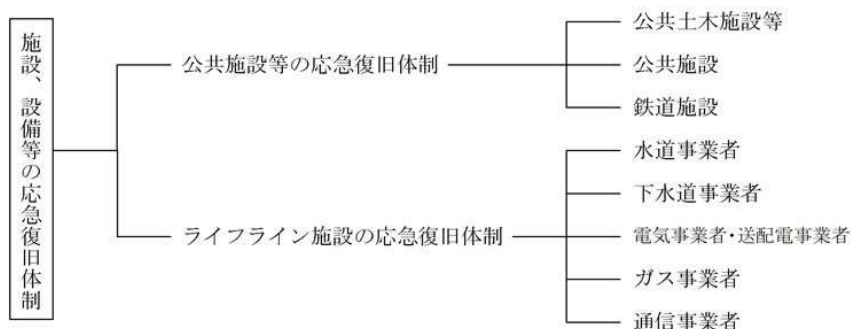 施設、設備等の応急復旧体制
公共施設等の応急復旧体制
公共土木施設等
公共施設
鉄道施設
ライフライン施設の応急復旧体制
水道事業者
下水道事業者
電気事業者・送配電事業者
ガス事業者
通信事業者